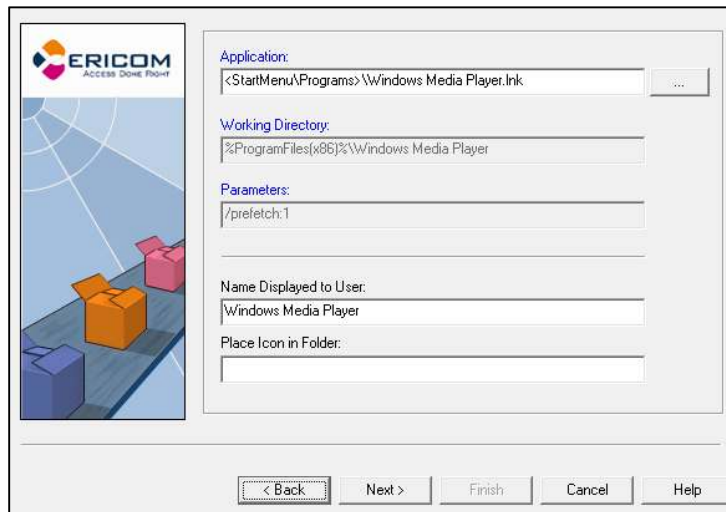 ERICOM
ACCESS DONE RIGHT
Application:
<StartMenu\Programs>\Windows Media Player.lnk
...
Working Directory:
%ProgramFiles(x86)%\Windows Media Player
Parameters:
/prefetch:1
Name Displayed to User:
Windows Media Player
Place Icon in Folder:
< Back Next > Finish Cancel Help